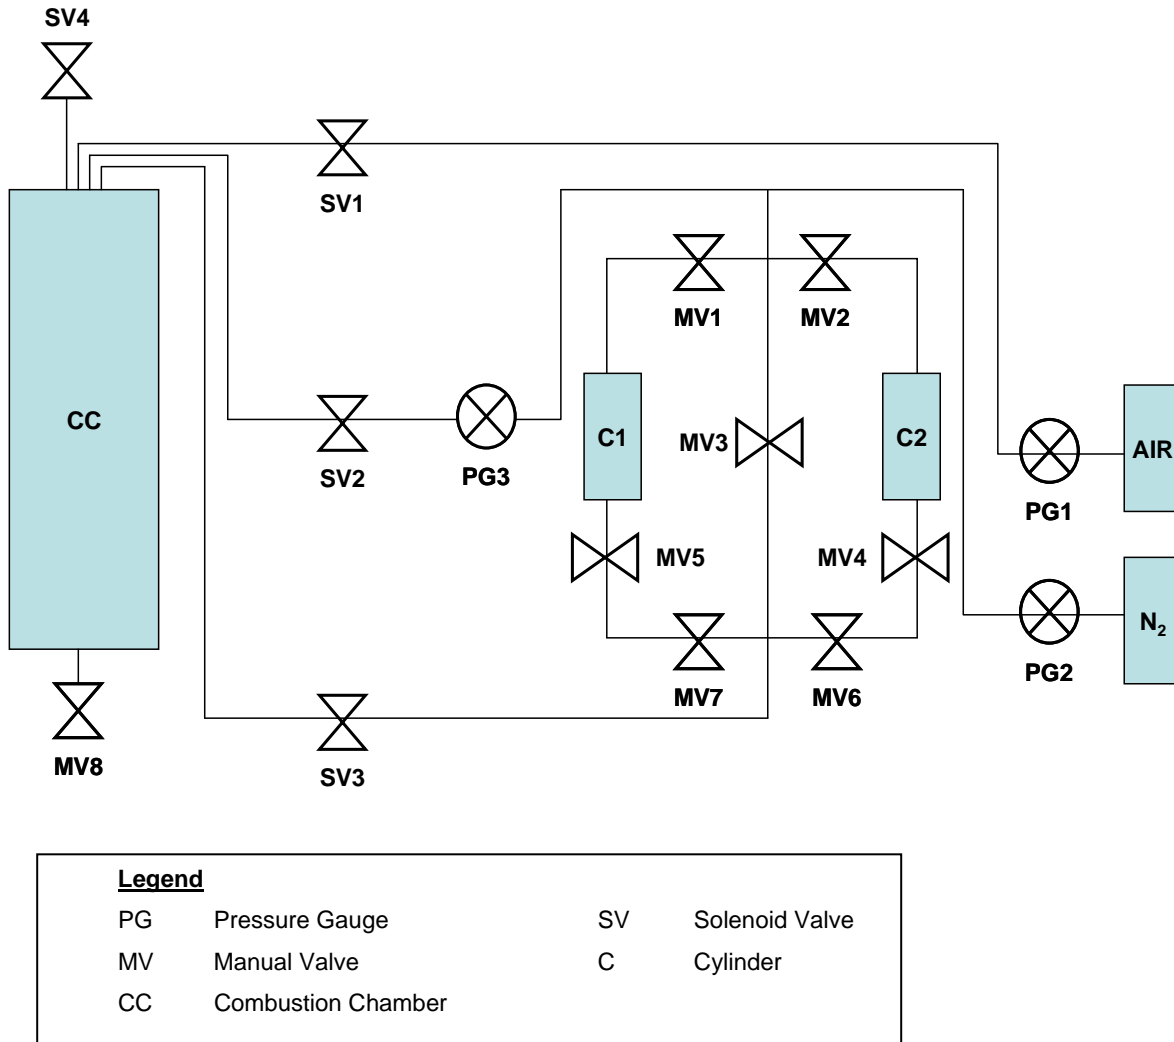 SV4
SV1
MV1 MV2
CC
C1
MV3
C2
AIR
SV2
PG3
PG1
MV5
MV4
N₂
PG2
MV7
MV6
MV8
SV3
Legend
PG Pressure Gauge SV Solenoid Valve
MV Manual Valve C Cylinder
CC Combustion Chamber